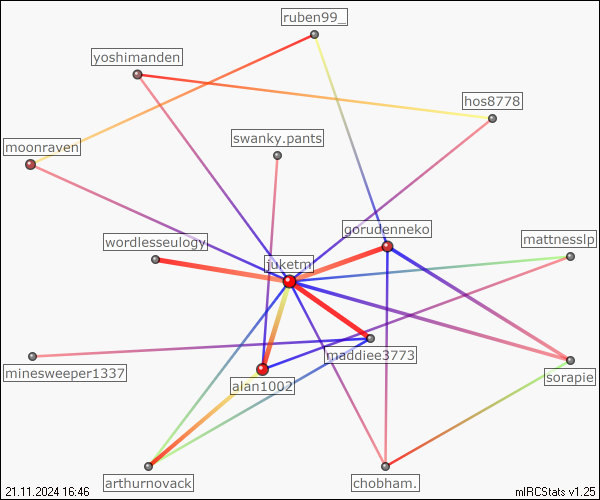 ruben99_
yoshimanden
hos8778
swanky.pants
moonraven
gorudenneko
mattnesslp
wordlesseulogy
juketm
maddiee3773
minesweeper1337
sorapie
alan1002
arthurnovack
chobham.
21.11.2024 16:46
mIRCStats v1.25